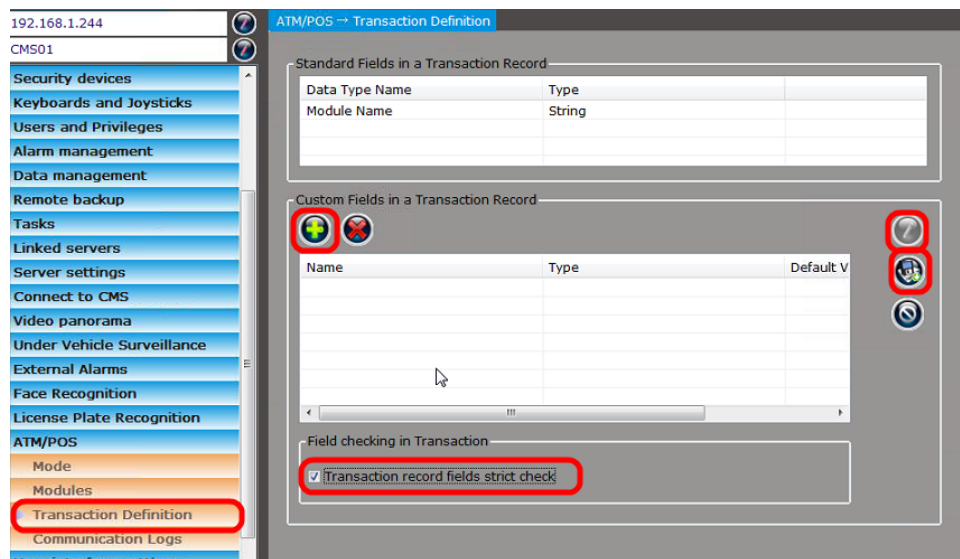 192.168.1.244
CMS01
Security devices
Keyboards and Joysticks
Users and Privileges
Alarm management
Data management
Remote backup
Tasks
Linked servers
Server settings
Connect to CMS
Video panorama
Under Vehicle Surveillance
External Alarms
Face Recognition
License Plate Recognition
ATM/POS
Mode
Modules
Transaction Definition
Communication Logs
ATM/POS → Transaction Definition
Standard Fields in a Transaction Record
Data Type Name Type
Module Name String
Custom Fields in a Transaction Record
Name Type Default V
Field checking in Transaction
Transaction record fields strict check